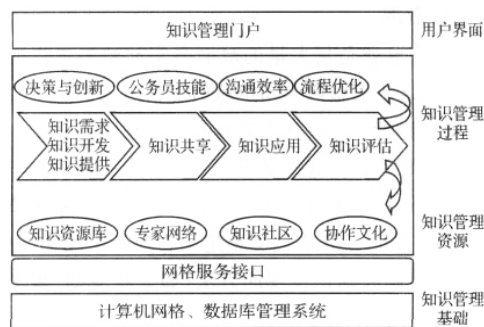 知识管理门户
用户界面
决策与创新
公务员技能
沟通效率
流程优化
知识管理
过程
知识需求
知识开发
知识提供
知识共享
知识应用
知识评估
知识资源库
专家网络
知识社区
协作文化
知识管理
资源
网格服务接口
计算机网格、数据库管理系统
知识管理
基础